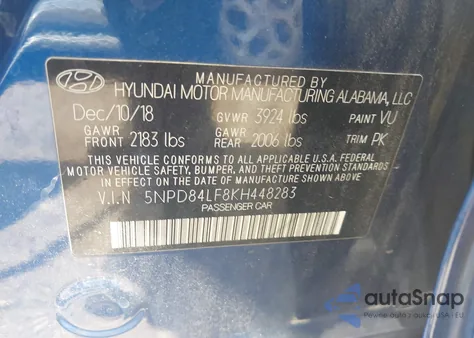 MANUFACTURED BY
HYUNDAI MOTOR MANUFACTURING ALABAMA, LLC
Dec/10/18 GVWR 3924 lbs PAINT VU
GAWR FRONT 2183 lbs GAWR REAR 2006 lbs TRIM PK
THIS VEHICLE CONFORMS TO ALL APPLICABLE U.S.A. FEDERAL
MOTOR VEHICLE SAFETY, BUMPER, AND THEFT PREVENTION
STANDARDS IN EFFECT ON THE DATE OF MANUFACTURE SHOWN ABOVE.
V.I.N 5NPD84LF8KH448283
PASSENGER CAR
autoSnap